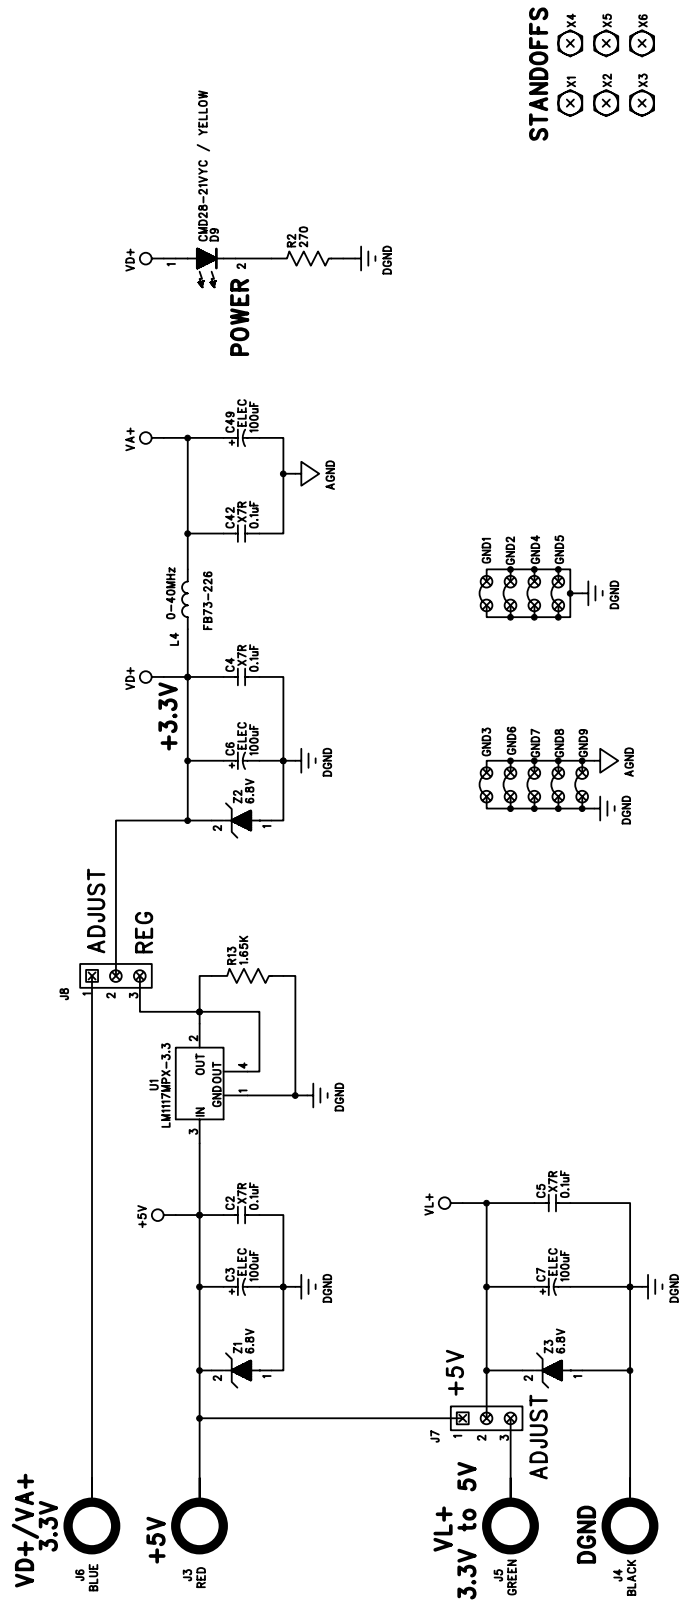 VD+/VA+
3.3V
J6
BLUE
+5V
J3
RED
VL+
3.3V to 5V
J5
GREEN
DGND
J4
BLACK
J7
1
2
3
+5V
ADJUST
+5V
Z1
6.8V
2
1
C3
+
ELEC
100uF
C2
X7R
0.1uF
DGND
VL+
Z3
6.8V
2
1
C7
+
ELEC
100uF
C5
X7R
0.1uF
DGND
U1
LM1117MPX-3.3
3
IN
OUT
2
GND
OUT
1
4
R13
1.65K
DGND
J8
1
2
3
ADJUST
REG
Z2
6.8V
2
1
VD+
+3.3V
C6
+
ELEC
100uF
C4
X7R
0.1uF
DGND
L4
0-40MHz
FB73-226
VA+
C42
X7R
0.1uF
C49
+
ELEC
100uF
AGND
VD+
1
CMD28-21VYC / YELLOW
D9
2
POWER
R2
270
DGND
GND3
GND6
GND7
GND8
GND9
DGND
AGND
GND1
GND2
GND4
GND5
DGND
STANDOFFS
X1
X4
X2
X5
X3
X6